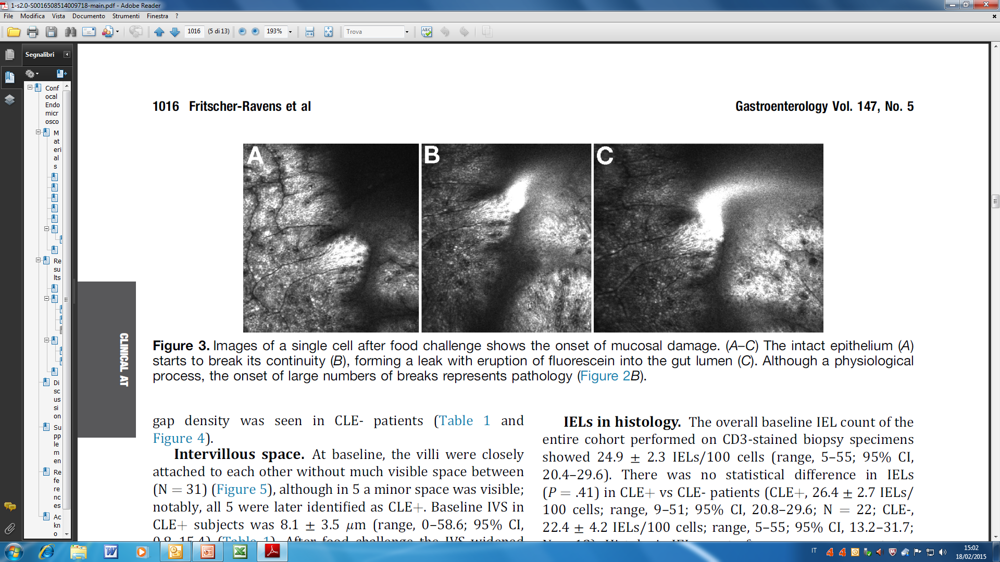 1-s2.0-S0016508514009718-main.pdf - Adobe Reader
File Modifica Vista Documento Strumenti Finestra ?
1016 (5 di 13) 193% Trova
Segnalibri
Conf
ocal
Endo
micr
osco
M
at
eri
al
s
Re
su
lts
Di
sc
us
si
on
Su
pp
le
m
en
Re
fe
re
nc
es
Ac
kn
o
CLINICAL AT
1016 Fritscher-Ravens et al
Gastroenterology Vol. 147, No. 5
A B C
Figure 3. Images of a single cell after food challenge shows the onset of mucosal damage. (A–C) The intact epithelium (A)
starts to break its continuity (B), forming a leak with eruption of fluorescein into the gut lumen (C). Although a physiological
process, the onset of large numbers of breaks represents pathology (Figure 2B).
gap density was seen in CLE- patients (Table 1 and
Figure 4).
Intervillous space. At baseline, the villi were closely
attached to each other without much visible space between
(N = 31) (Figure 5), although in 5 a minor space was visible;
notably, all 5 were later identified as CLE+. Baseline IVS in
CLE+ subjects was 8.1 ± 3.5 μm (range, 0–58.6; 95% CI,
0.8–15.4) (Table 1). After food challenge the IVS widened
IELs in histology. The overall baseline IEL count of the
entire cohort performed on CD3-stained biopsy specimens
showed 24.9 ± 2.3 IELs/100 cells (range, 5–55; 95% CI,
20.4–29.6). There was no statistical difference in IELs
(P = .41) in CLE+ vs CLE- patients (CLE+, 26.4 ± 2.7 IELs/
100 cells; range, 9–51; 95% CI, 20.8–29.6; N = 22; CLE-,
22.4 ± 4.2 IELs/100 cells; range, 5–55; 95% CI, 13.2–31.7;
IT
15:02
18/02/2015